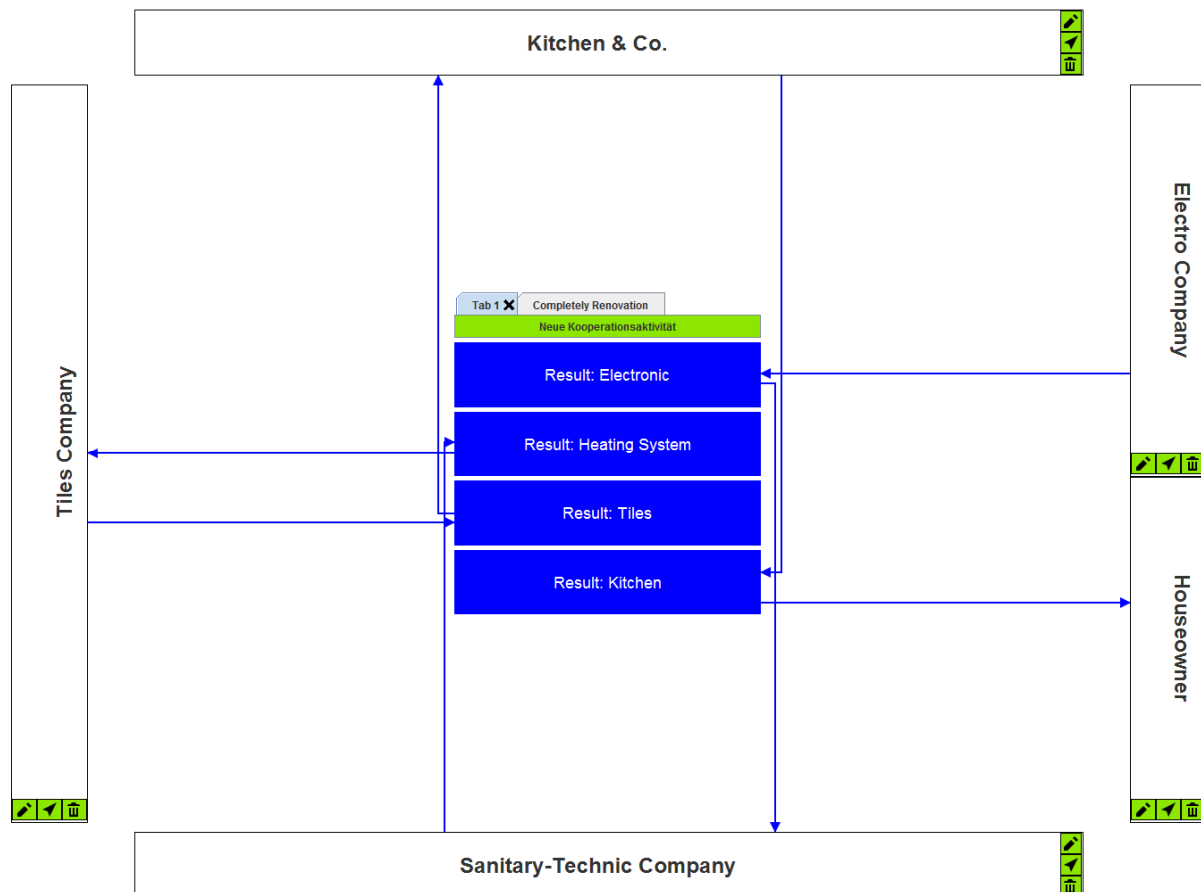 Kitchen & Co.
Tiles Company
Electro Company
Tab 1
Completely Renovation
Neue Kooperationsaktivität
Result: Electronic
Result: Heating System
Result: Tiles
Result: Kitchen
Houseowner
Sanitary-Technic Company